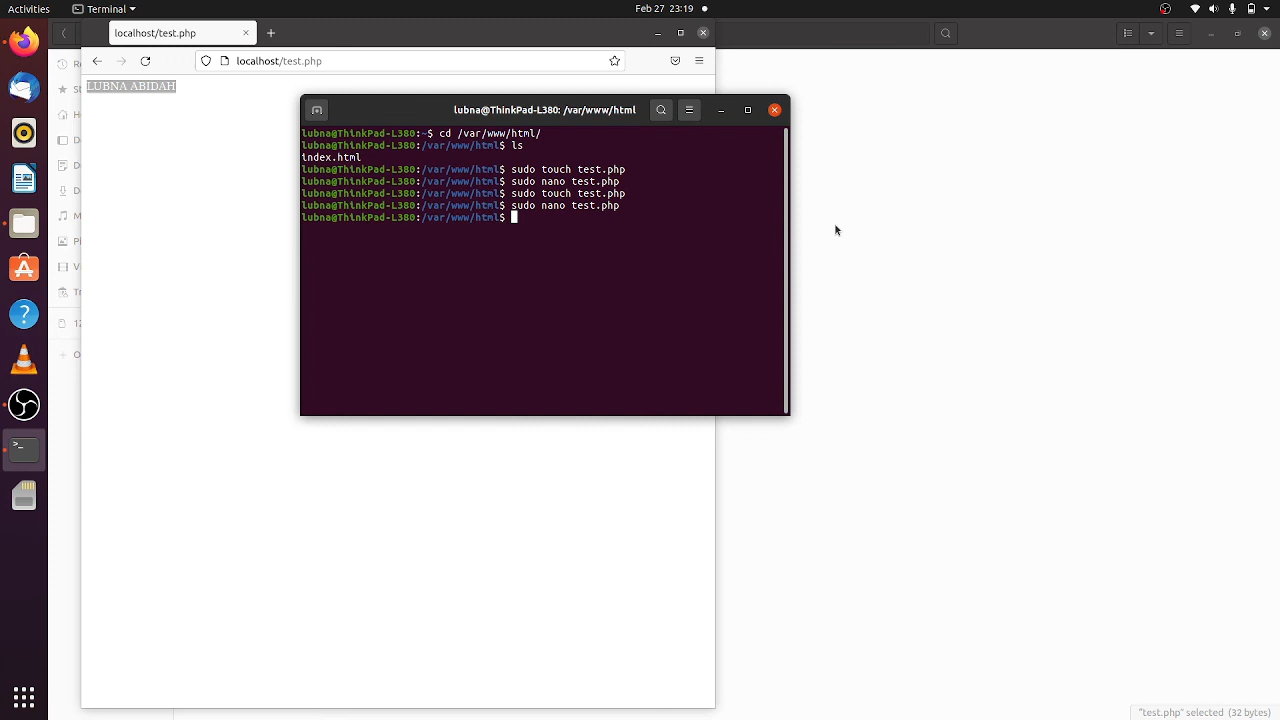 Activities
Terminal
Feb 27 23:19
localhost/test.php
localhost/test.php
LUBNA ABIDAH
lubna@ThinkPad-L380: /var/www/html
lubna@ThinkPad-L380:~$ cd /var/www/html/
lubna@ThinkPad-L380:/var/www/html$ ls
index.html
lubna@ThinkPad-L380:/var/www/html$ sudo touch test.php
lubna@ThinkPad-L380:/var/www/html$ sudo nano test.php
lubna@ThinkPad-L380:/var/www/html$ sudo touch test.php
lubna@ThinkPad-L380:/var/www/html$ sudo nano test.php
lubna@ThinkPad-L380:/var/www/html$
"test.php" selected (32 bytes)